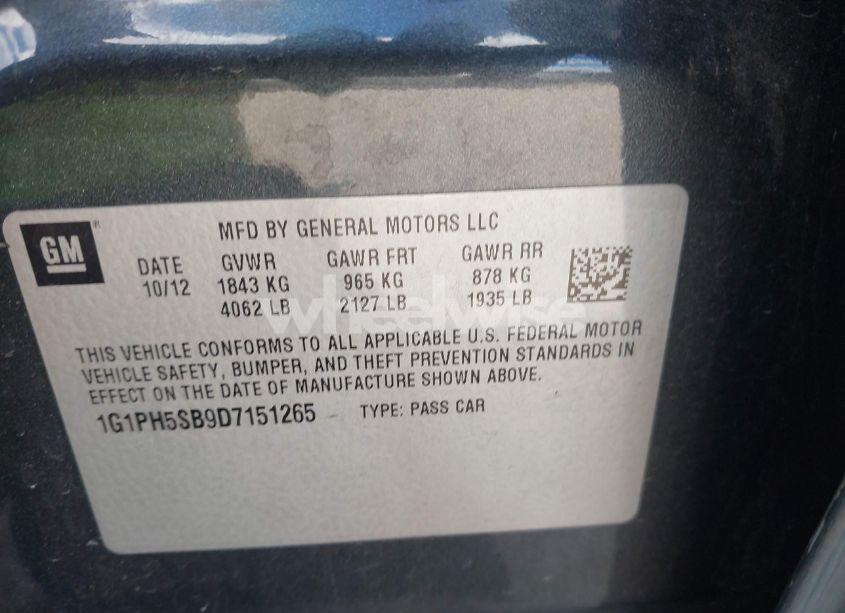 GM
MFD BY GENERAL MOTORS LLC
DATE GVWR GAWR FRT GAWR RR
10/12 1843 KG 965 KG 878 KG
4062 LB 2127 LB 1935 LB
wheelwise
THIS VEHICLE CONFORMS TO ALL APPLICABLE U.S. FEDERAL MOTOR
VEHICLE SAFETY, BUMPER, AND THEFT PREVENTION STANDARDS IN
EFFECT ON THE DATE OF MANUFACTURE SHOWN ABOVE.
1G1PH5SB9D7151265 TYPE: PASS CAR